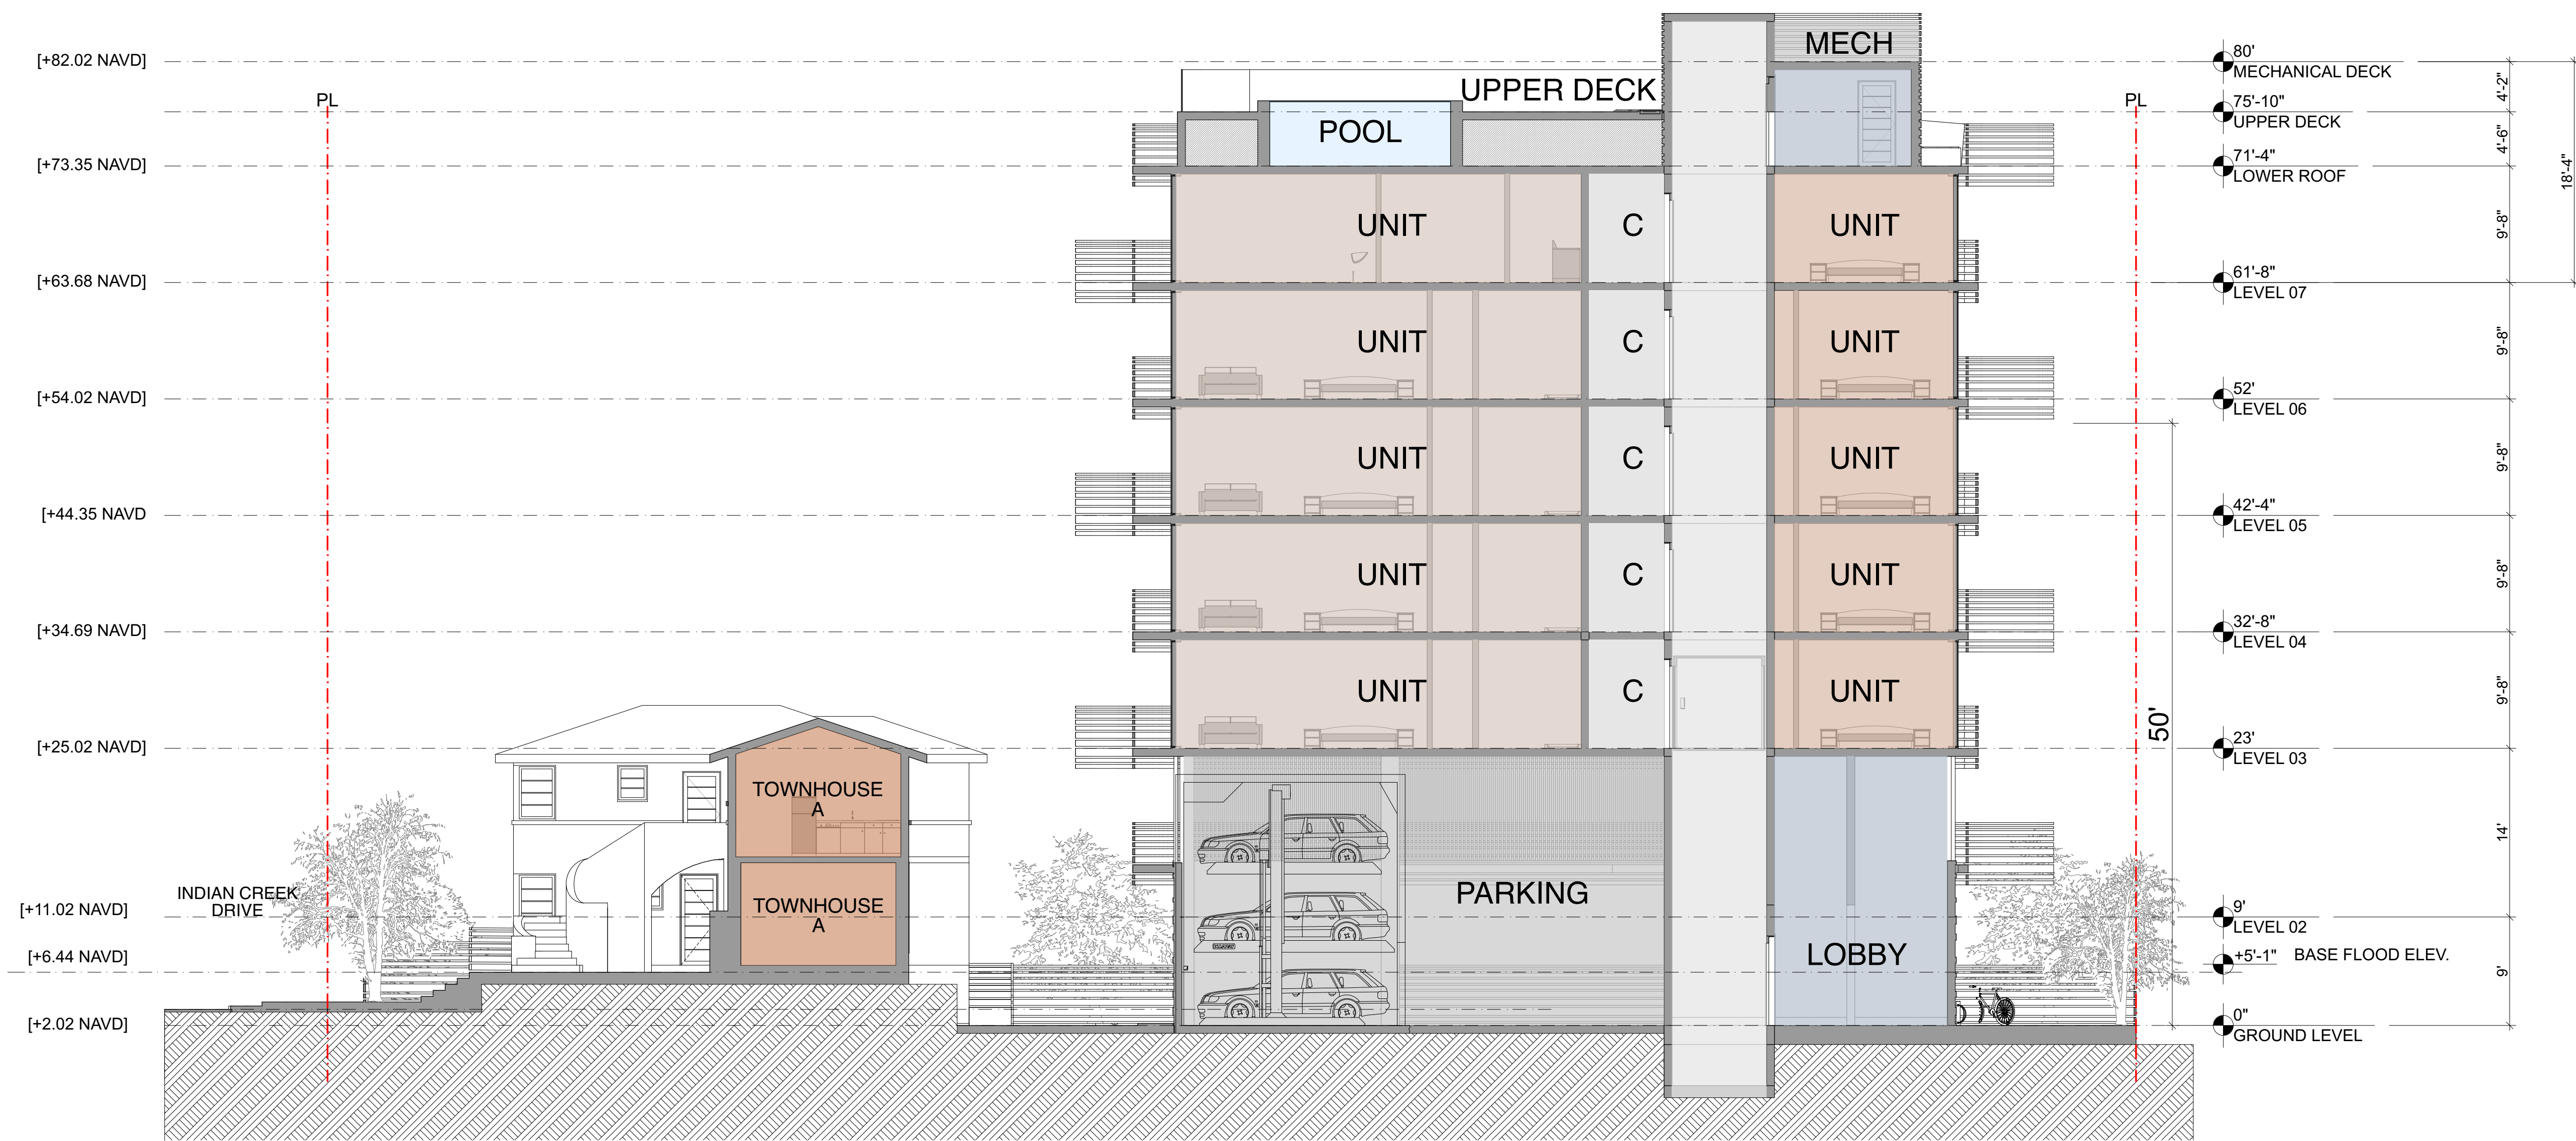 [+82.02 NAVD]
[+73.35 NAVD]
[+63.68 NAVD]
[+54.02 NAVD]
[+44.35 NAVD
[+34.69 NAVD]
[+25.02 NAVD]
[+11.02 NAVD]
[+6.44 NAVD]
[+2.02 NAVD]
PL
INDIAN CREEK
DRIVE
TOWNHOUSE
A
TOWNHOUSE
A
MECH
UPPER DECK
POOL
UNIT
C
UNIT
UNIT
C
UNIT
UNIT
C
UNIT
UNIT
C
UNIT
UNIT
C
UNIT
PARKING
LOBBY
PL
50'
80'
MECHANICAL DECK
75'-10"
UPPER DECK
71'-4"
LOWER ROOF
61'-8"
LEVEL 07
52'
LEVEL 06
42'-4"
LEVEL 05
32'-8"
LEVEL 04
23'
LEVEL 03
9'
LEVEL 02
+5'-1" BASE FLOOD ELEV.
0"
GROUND LEVEL
4'-2"
4'-6"
9'-8"
9'-8"
9'-8"
9'-8"
9'-8"
14'
9'
18'-4"